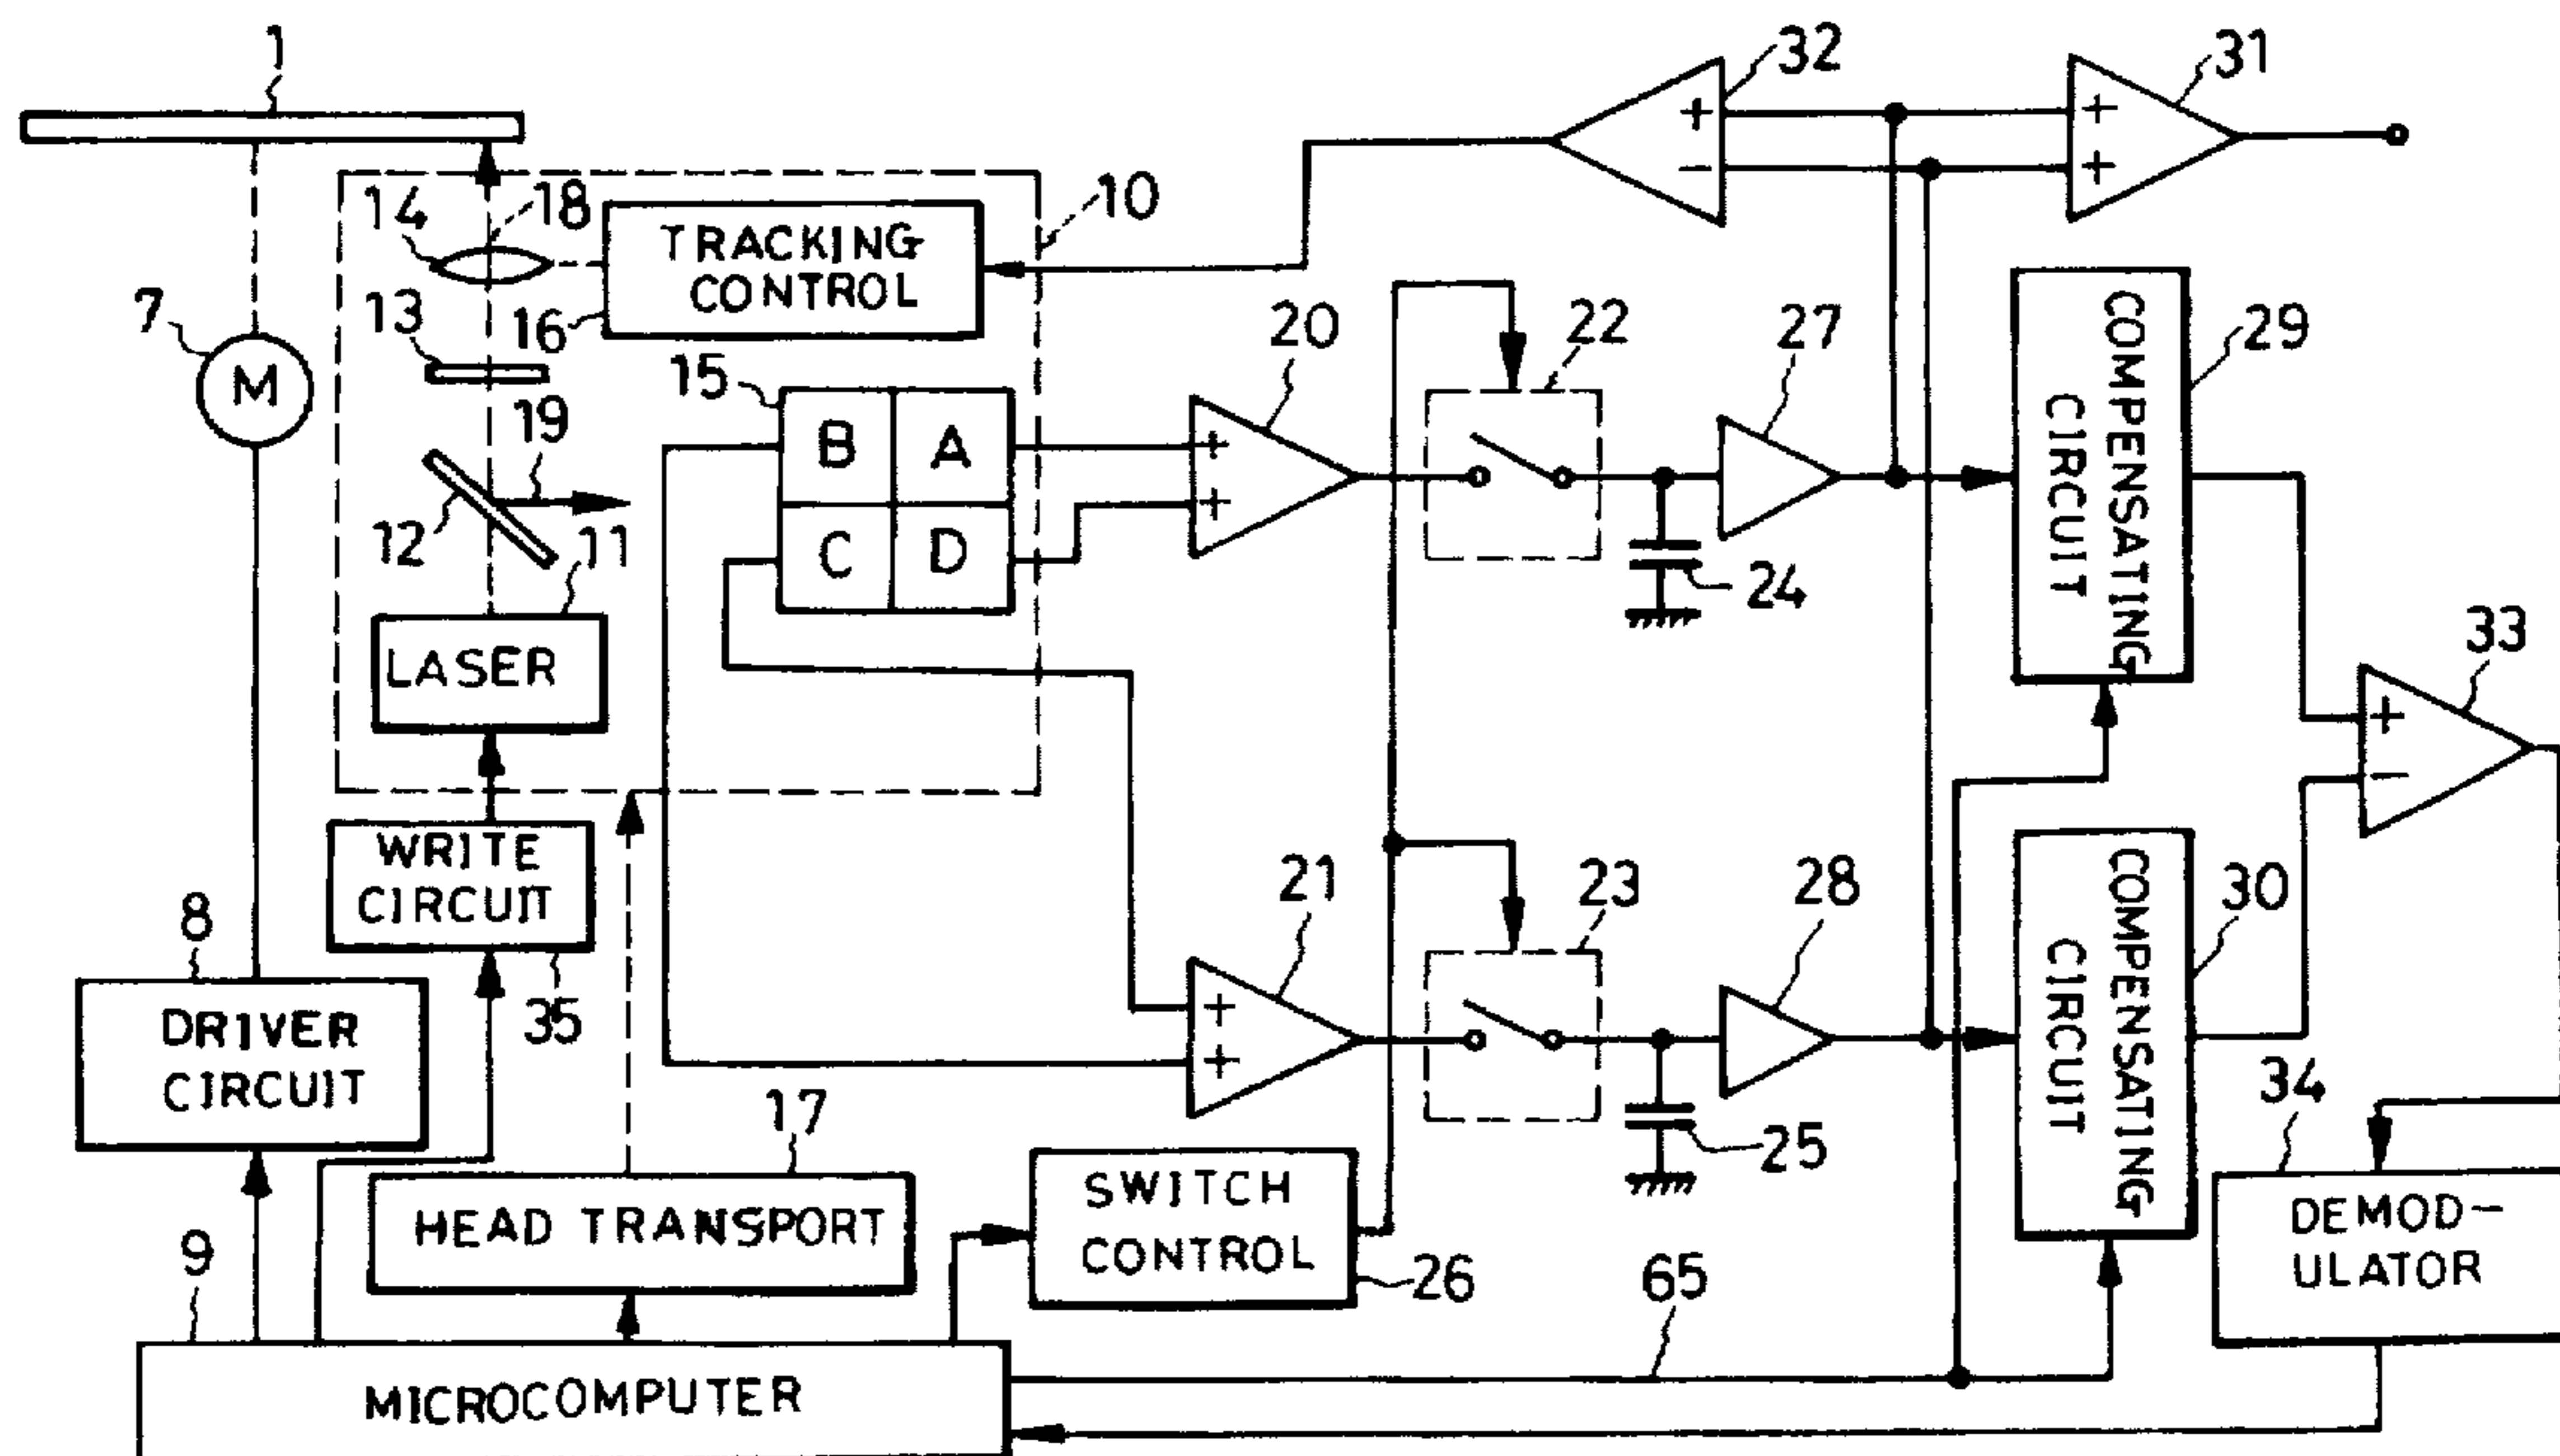 1
32
31
+
−
+
+
14
18
10
TRACKING
CONTROL
13
16
7
M
15
20
22
27
COMPENSATING
CIRCUIT
29
19
B
A
C
D
+
+
12
11
24
LASER
33
+
−
WRITE
CIRCUIT
35
8
DRIVER
CIRCUIT
21
+
+
23
28
COMPENSATING
CIRCUIT
30
34
17
25
HEAD TRANSPORT
SWITCH
CONTROL
26
65
DEMOD-
ULATOR
9
MICROCOMPUTER